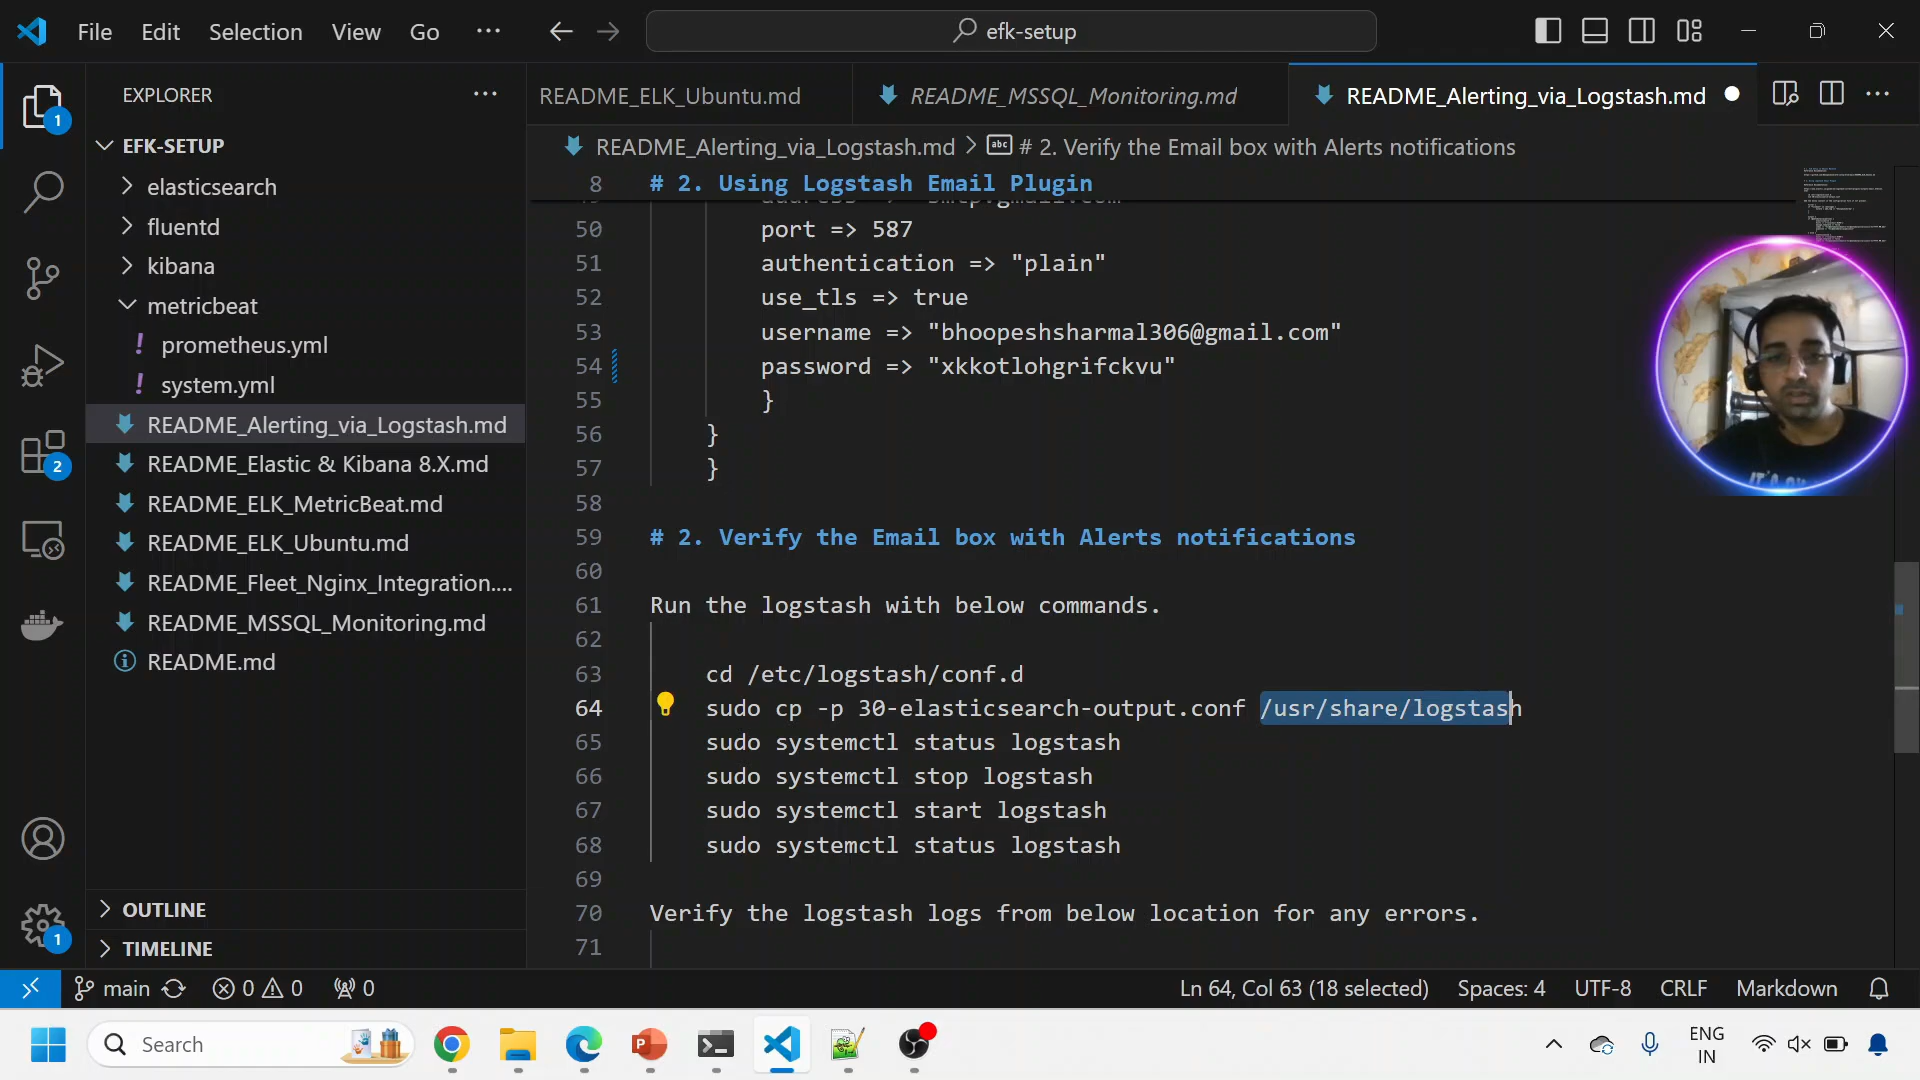 File Edit Selection View Go ...
efk-setup
EXPLORER
README_ELK_Ubuntu.md
README_MSSQL_Monitoring.md
README_Alerting_via_Logstash.md
1
EFK-SETUP
elasticsearch
fluentd
kibana
metricbeat
prometheus.yml
system.yml
README_Alerting_via_Logstash.md
README_Elastic & Kibana 8.X.md
README_ELK_MetricBeat.md
README_ELK_Ubuntu.md
README_Fleet_Nginx_Integration....
README_MSSQL_Monitoring.md
README.md
2
OUTLINE
TIMELINE
1
README_Alerting_via_Logstash.md > abc # 2. Verify the Email box with Alerts notifications
8 # 2. Using Logstash Email Plugin
50 port => 587
51 authentication => "plain"
52 use_tls => true
53 username => "bhoopeshsharmal306@gmail.com"
54 password => "xkkotlohgrifckvu"
55 }
56 }
57 }
58
59 # 2. Verify the Email box with Alerts notifications
60
61 Run the logstash with below commands.
62
63 cd /etc/logstash/conf.d
64 sudo cp -p 30-elasticsearch-output.conf /usr/share/logstash
65 sudo systemctl status logstash
66 sudo systemctl stop logstash
67 sudo systemctl start logstash
68 sudo systemctl status logstash
69
70 Verify the logstash logs from below location for any errors.
71
main 0 0 0
Ln 64, Col 63 (18 selected) Spaces: 4 UTF-8 CRLF Markdown
Search
ENG
IN